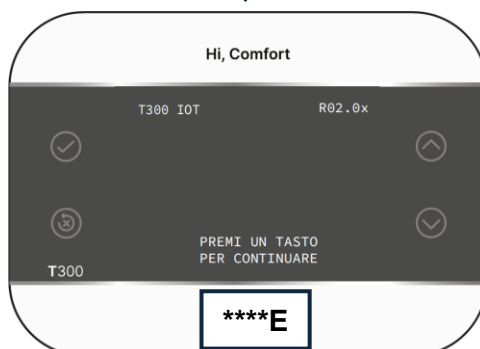 Hi, Comfort
T300 IOT R02.0x
PREMI UN TASTO
PER CONTINUARE
T300
****E